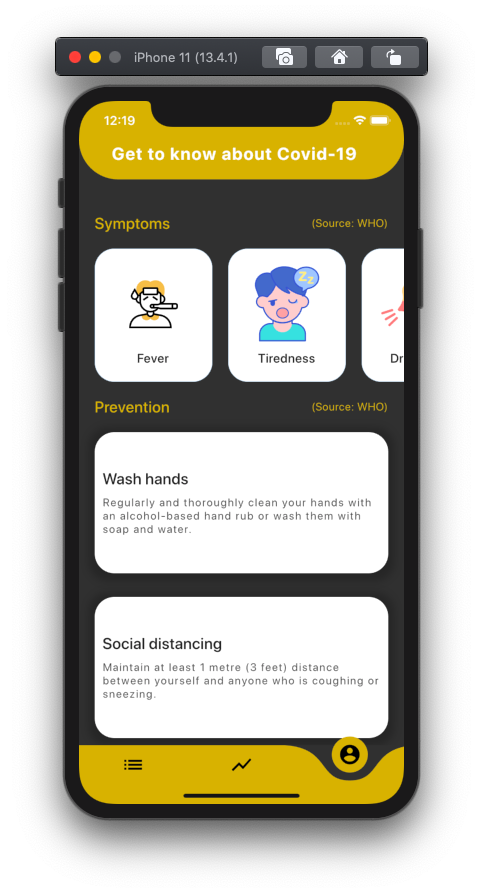 iPhone 11 (13.4.1)
12:19
Get to know about Covid-19
Symptoms
(Source: WHO)
Z Z
Fever
Tiredness
Dr
Prevention
(Source: WHO)
Wash hands
Regularly and thoroughly clean your hands with
an alcohol-based hand rub or wash them with
soap and water.
Social distancing
Maintain at least 1 metre (3 feet) distance
between yourself and anyone who is coughing or
sneezing.